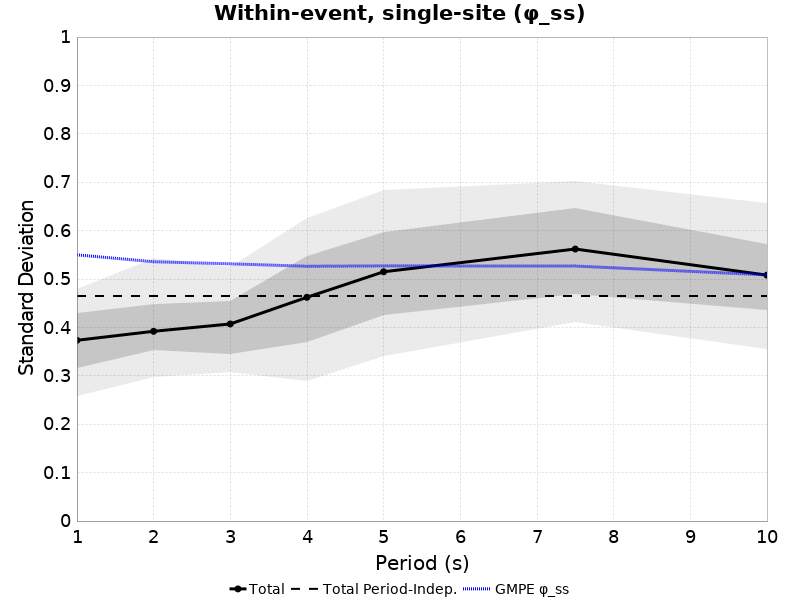 Within-event, single-site (φ_ss)
1
0.9
0.8
0.7
0.6
0.5
0.4
0.3
0.2
0.1
0
Standard Deviation
1 2 3 4 5 6 7 8 9 10
Period (s)
Total Total Period-Indep. GMPE φ_ss